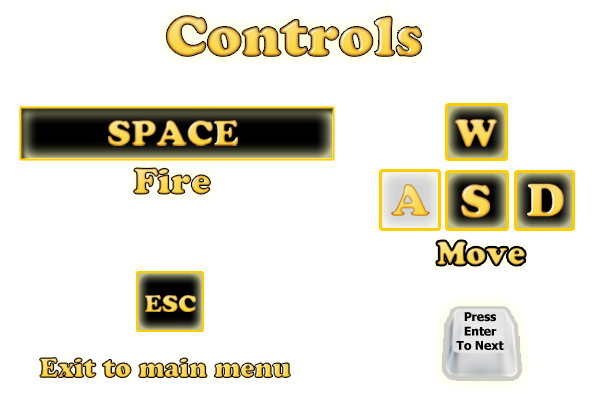 Controls
SPACE
Fire
W
A S D
Move
ESC
Exit to main menu
Press
Enter
To Next